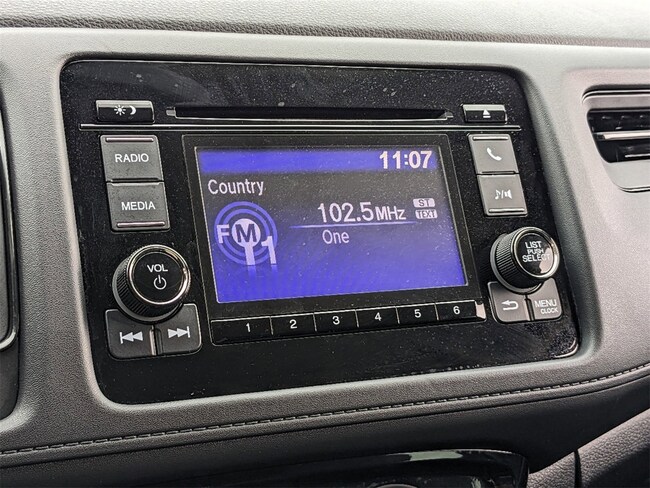 RADIO
MEDIA
VOL
11:07
Country
102.5MHz
ST
TEXT
One
FM1
1 2 3 4 5 6
LIST
PUSH
SELECT
MENU
CLOCK